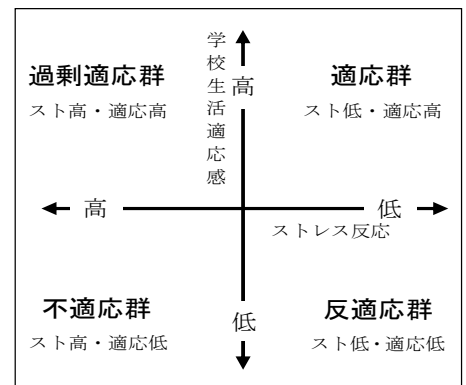 学校生活適応感
高
過剰適応群
スト高・適応高
適応群
スト低・適応高
高
低
ストレス反応
不適応群
スト高・適応低
低
反適応群
スト低・適応低